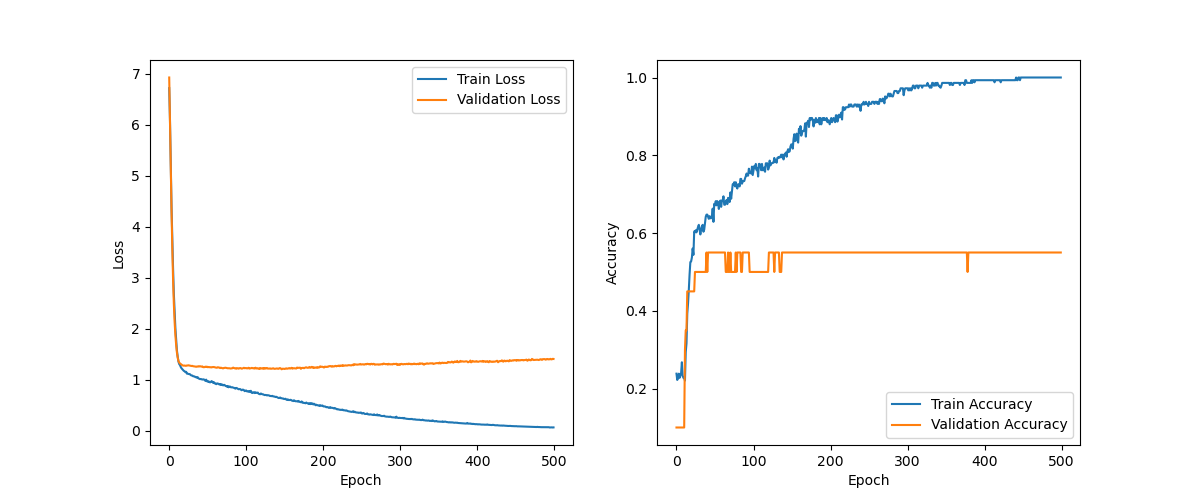 7
6
5
4
3
2
1
0
Loss
0 100 200 300 400 500
Epoch
Train Loss
Validation Loss
1.0
0.8
0.6
0.4
0.2
Accuracy
0 100 200 300 400 500
Epoch
Train Accuracy
Validation Accuracy